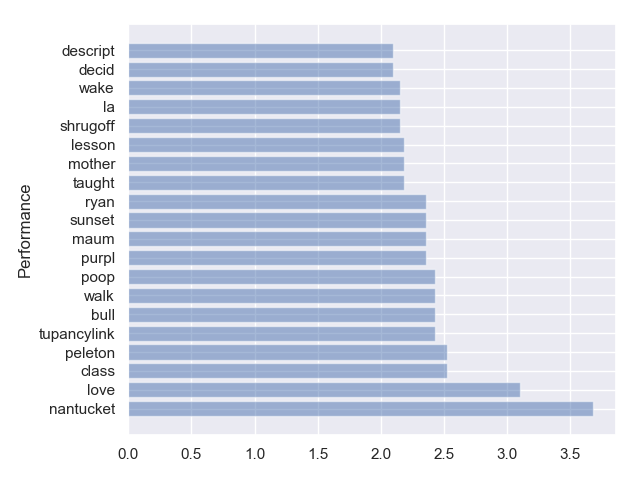 descript
decid
wake
la
shrugoff
lesson
mother
taught
ryan
sunset
maum
purpl
poop
walk
bull
tupancylink
peleton
class
love
nantucket
Performance
0.0 0.5 1.0 1.5 2.0 2.5 3.0 3.5